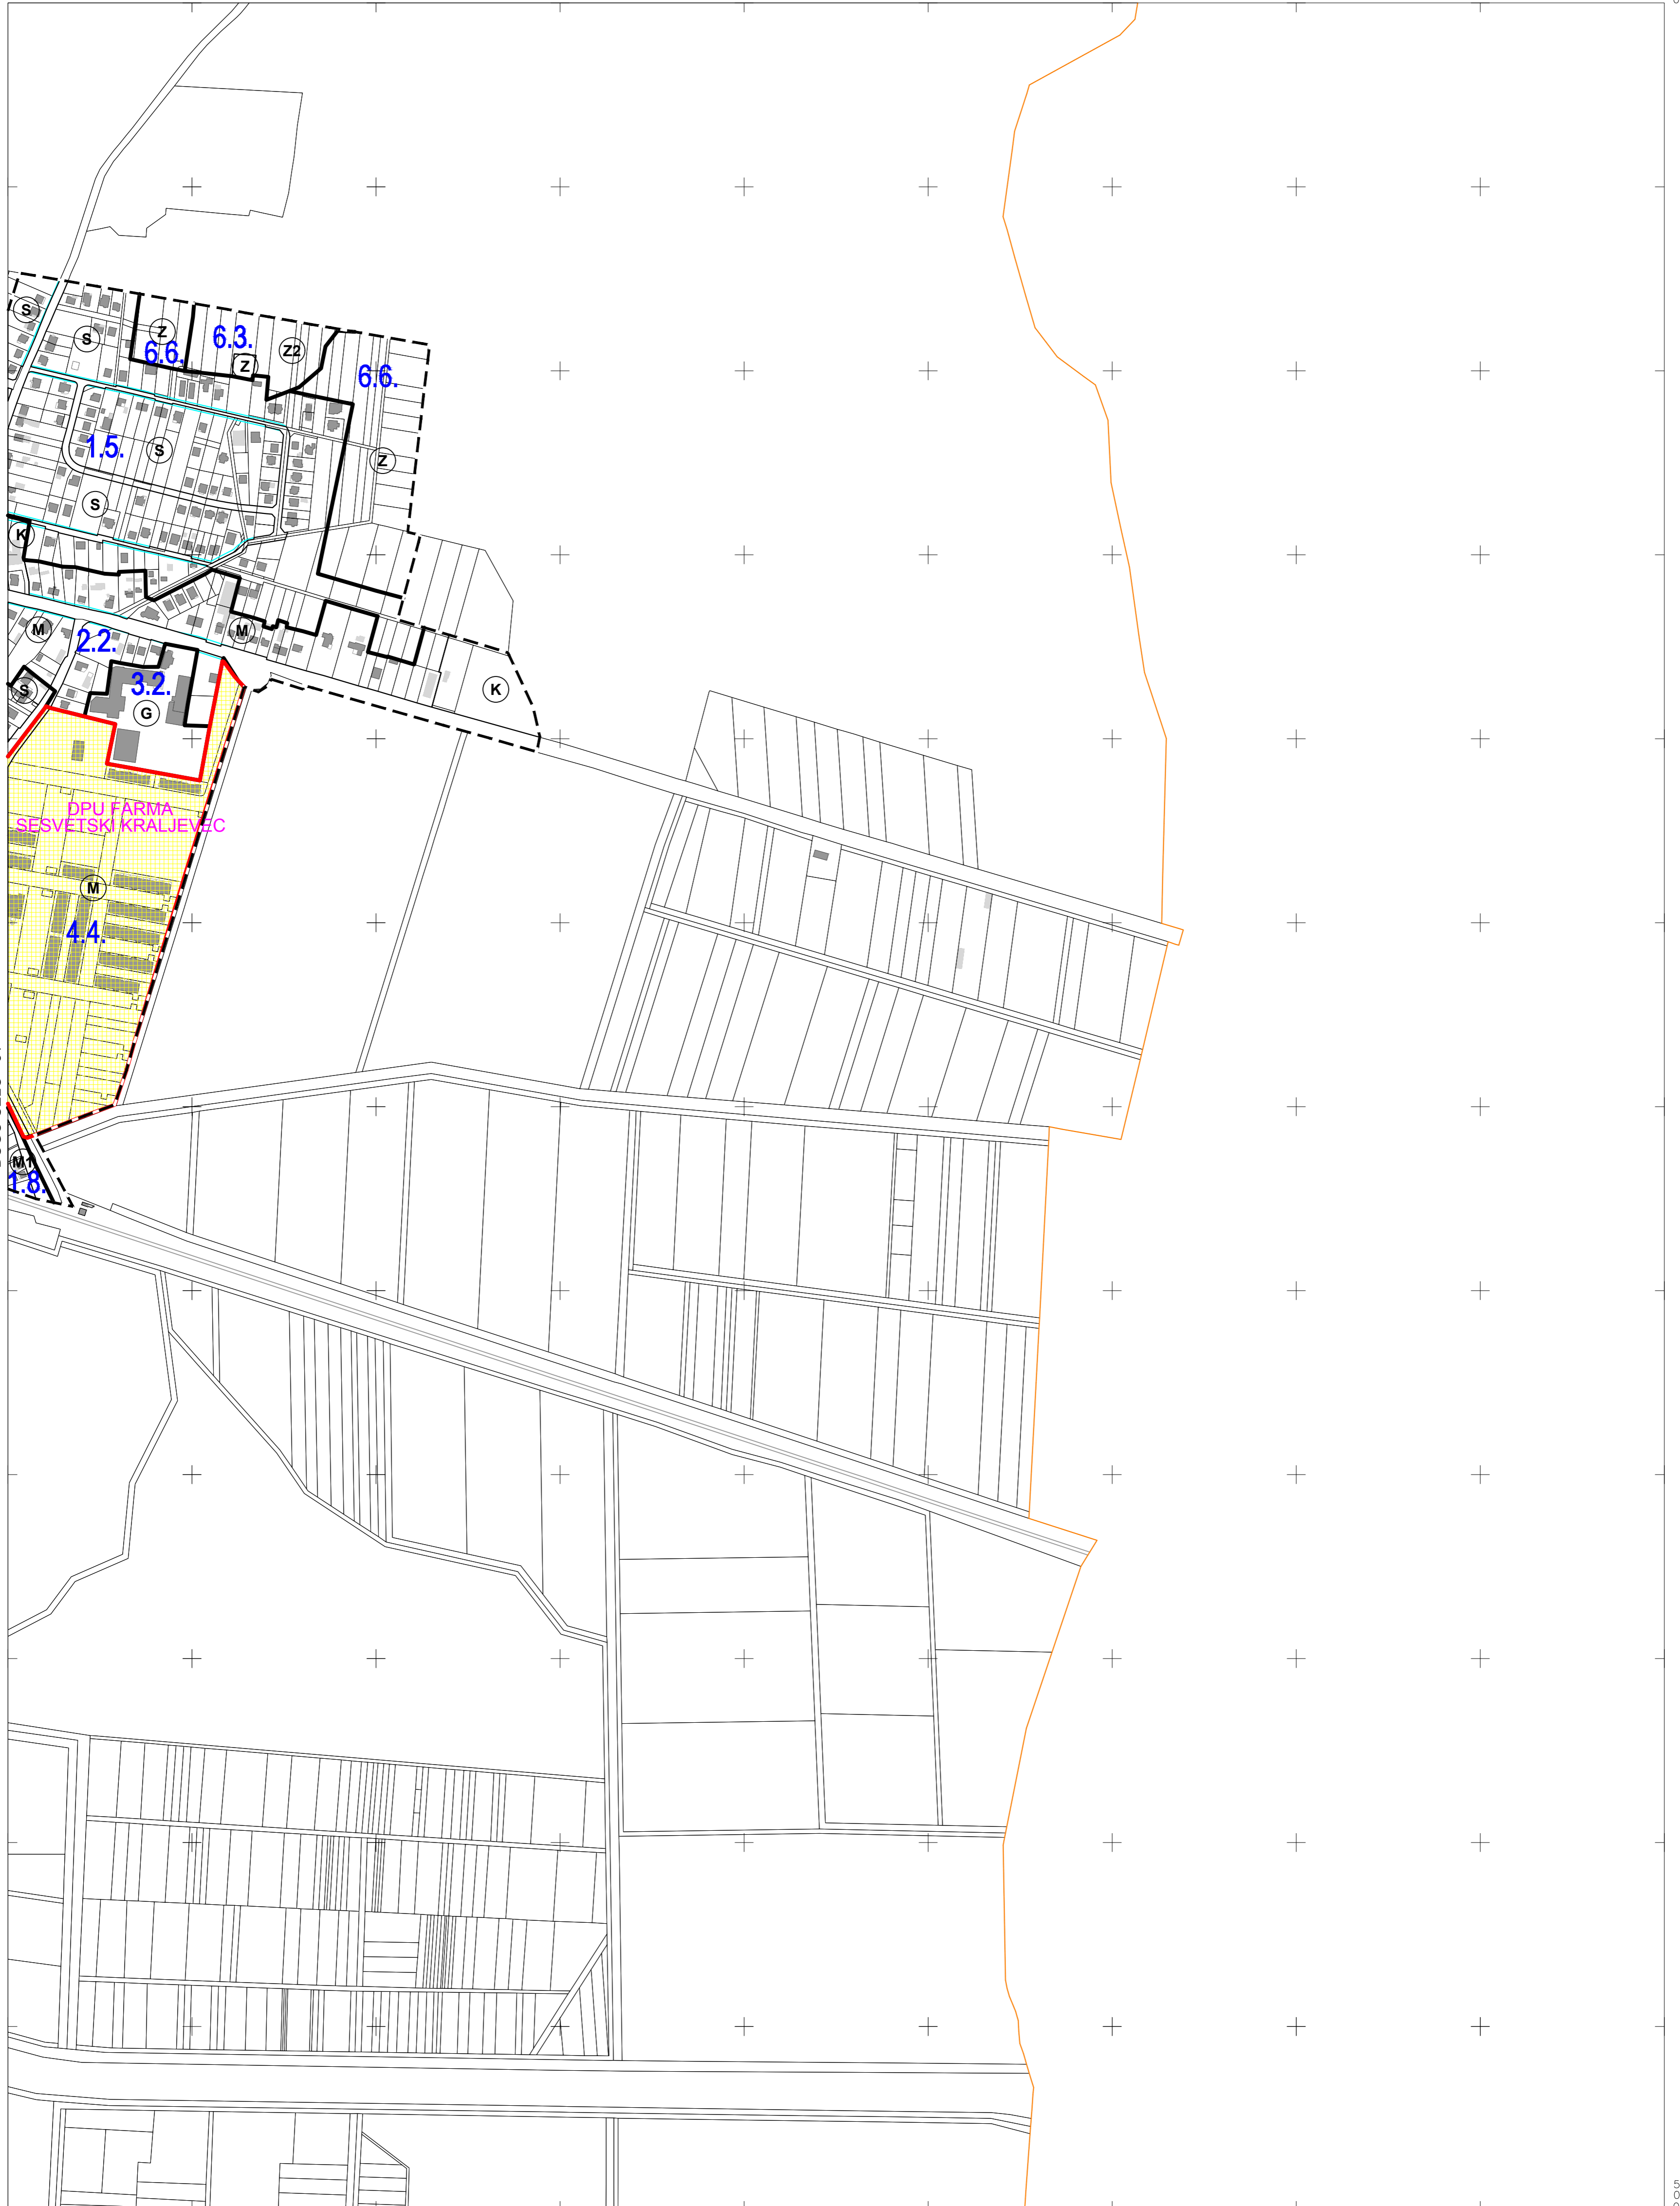 S
S
Z
6.6.
6.3.
Z
Z2
6.6.
1.5.
S
Z
S
K
M
2.2.
M
3.2.
S
G
K
DPU FARMA
SESVETSKI KRALJEVEC
M
4.4.
M1
1.8.